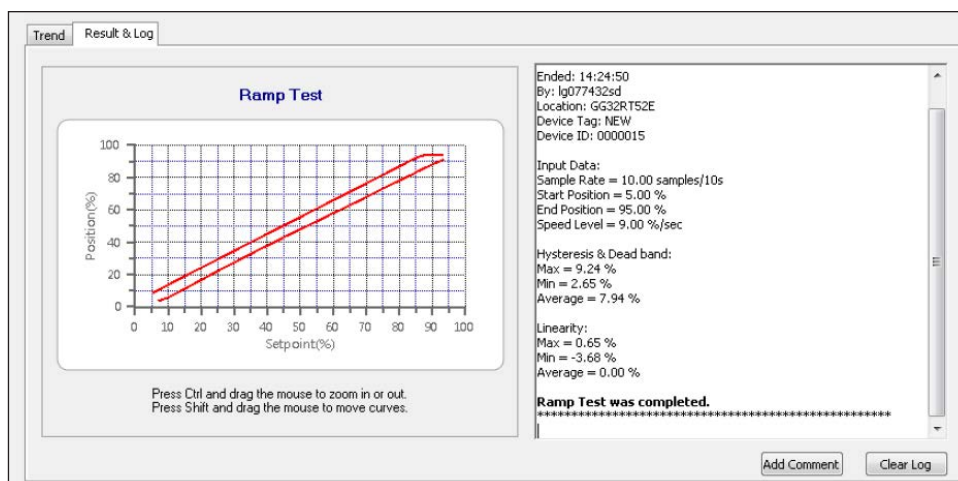 Trend
Result & Log
Ramp Test
100
80
60
40
20
0
Position(%)
0 10 20 30 40 50 60 70 80 90 100
Setpoint(%)
Press Ctrl and drag the mouse to zoom in or out.
Press Shift and drag the mouse to move curves.
Ended: 14:24:50
By: lg077432sd
Location: GG32RT52E
Device Tag: NEW
Device ID: 0000015
Input Data:
Sample Rate = 10.00 samples/10s
Start Position = 5.00 %
End Position = 95.00 %
Speed Level = 9.00 %/sec
Hysteresis & Dead band:
Max = 9.24 %
Min = 2.65 %
Average = 7.94 %
Linearity:
Max = 0.65 %
Min = -3.68 %
Average = 0.00 %
Ramp Test was completed.
****************************************************
Add Comment
Clear Log